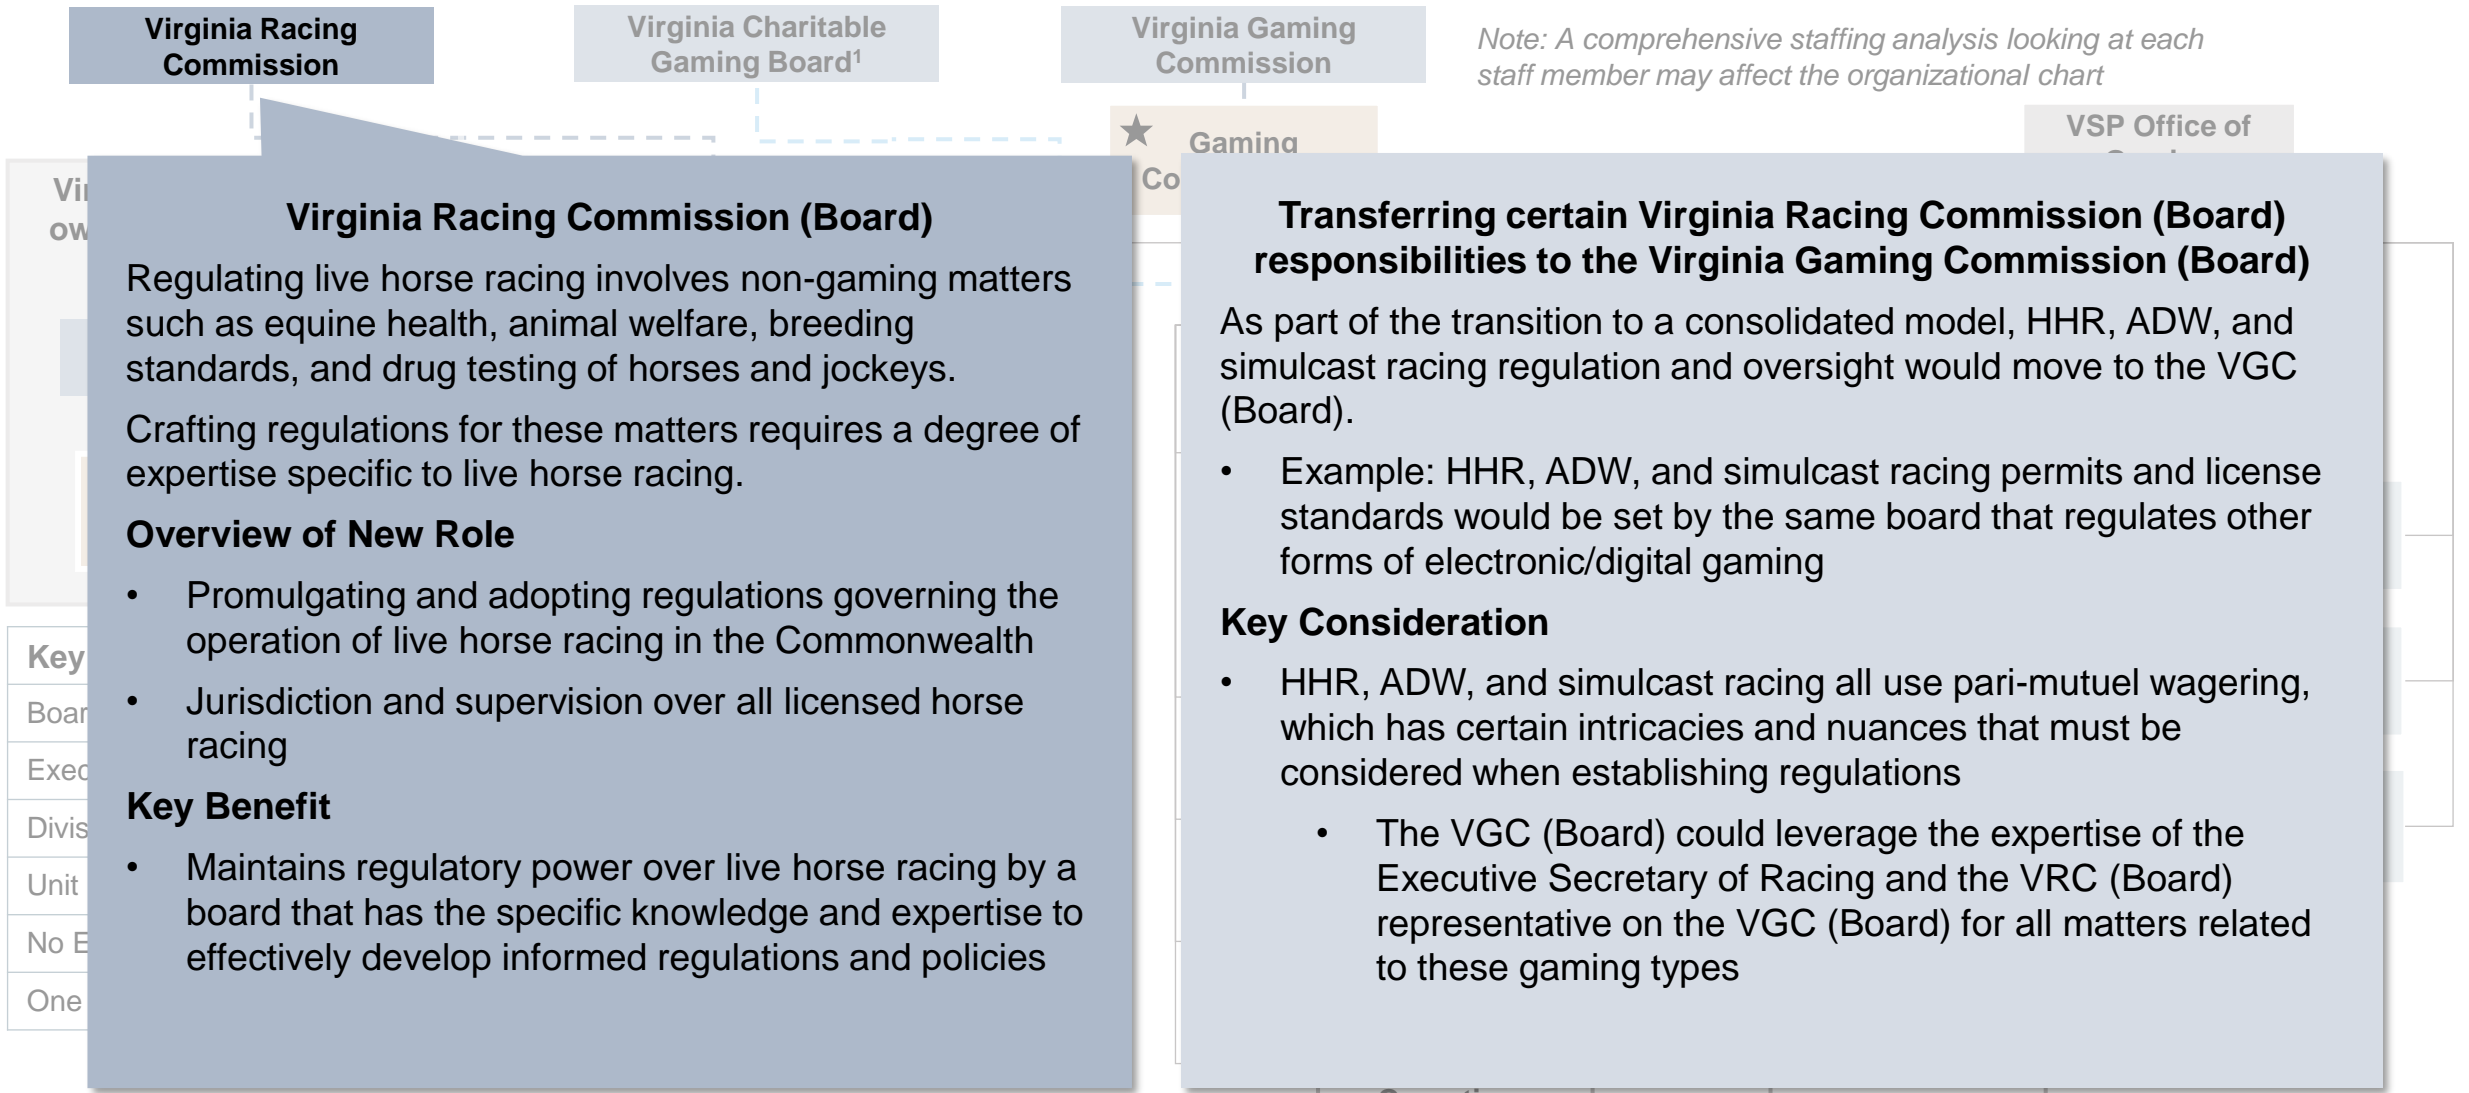 Virginia Racing
Commission
Virginia Charitable
Gaming Board¹
Virginia Gaming
Commission
Note: A comprehensive staffing analysis looking at each
staff member may affect the organizational chart
Gaming
VSP Office of
Virginia Racing Commission (Board)
Regulating live horse racing involves non-gaming matters
such as equine health, animal welfare, breeding
standards, and drug testing of horses and jockeys.
Crafting regulations for these matters requires a degree of
expertise specific to live horse racing.
Overview of New Role
• Promulgating and adopting regulations governing the
operation of live horse racing in the Commonwealth
• Jurisdiction and supervision over all licensed horse
racing
Key Benefit
• Maintains regulatory power over live horse racing by a
board that has the specific knowledge and expertise to
effectively develop informed regulations and policies
Transferring certain Virginia Racing Commission (Board)
responsibilities to the Virginia Gaming Commission (Board)
As part of the transition to a consolidated model, HHR, ADW, and
simulcast racing regulation and oversight would move to the VGC
(Board).
• Example: HHR, ADW, and simulcast racing permits and license
standards would be set by the same board that regulates other
forms of electronic/digital gaming
Key Consideration
• HHR, ADW, and simulcast racing all use pari-mutuel wagering,
which has certain intricacies and nuances that must be
considered when establishing regulations
• The VGC (Board) could leverage the expertise of the
Executive Secretary of Racing and the VRC (Board)
representative on the VGC (Board) for all matters related
to these gaming types
Key
Unit
No
One